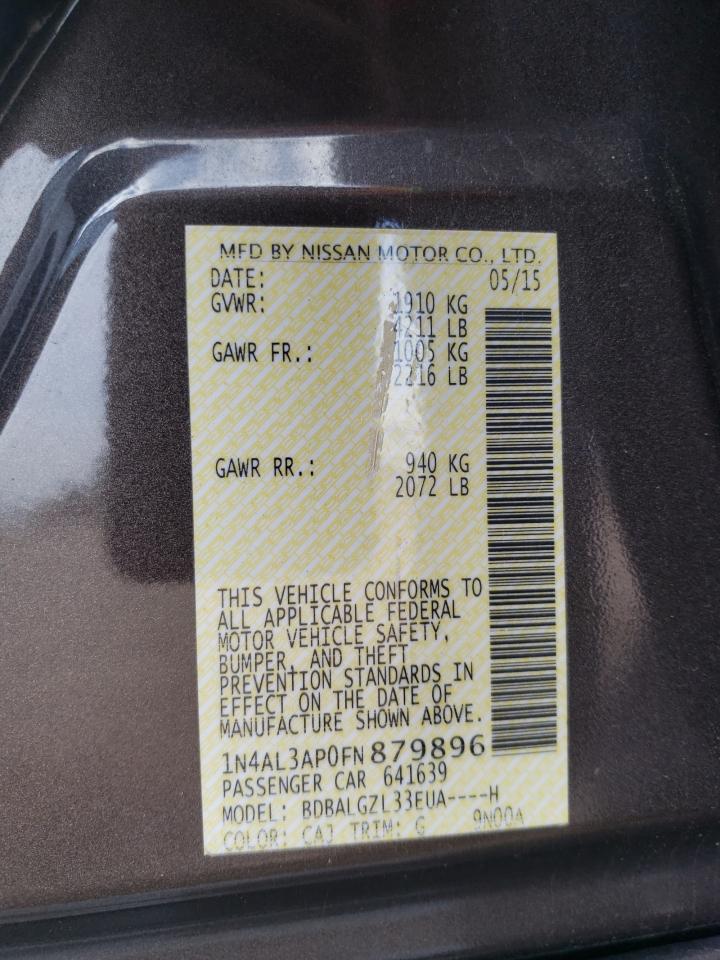 MFD BY NISSAN MOTOR CO., LTD.
DATE: 05/15
GVWR: 1910 KG
4211 LB
GAWR FR.: 1005 KG
2216 LB
GAWR RR.: 940 KG
2072 LB
THIS VEHICLE CONFORMS TO
ALL APPLICABLE FEDERAL
MOTOR VEHICLE SAFETY,
BUMPER, AND THEFT
PREVENTION STANDARDS IN
EFFECT ON THE DATE OF
MANUFACTURE SHOWN ABOVE.
1N4AL3AP0FN879896
PASSENGER CAR 641639
MODEL: BDBALGZL33EUA----H
COLOR: CAJ TRIM: G 9N00A